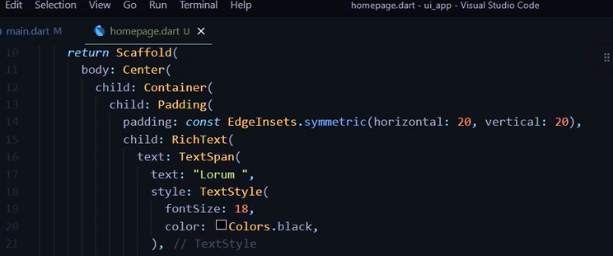 Edit Selection View Go Run Terminal Help homepage.dart - ui_app - Visual Studio Code
main.dart M homepage.dart U ×
10 return Scaffold(
11 body: Center(
12 child: Container(
13 child: Padding(
14 padding: const EdgeInsets.symmetric(horizontal: 20, vertical: 20),
15 child: RichText(
16 text: TextSpan(
17 text: "Lorum ",
18 style: TextStyle(
19 fontSize: 18,
20 color: Colors.black,
21 ), // TextStyle